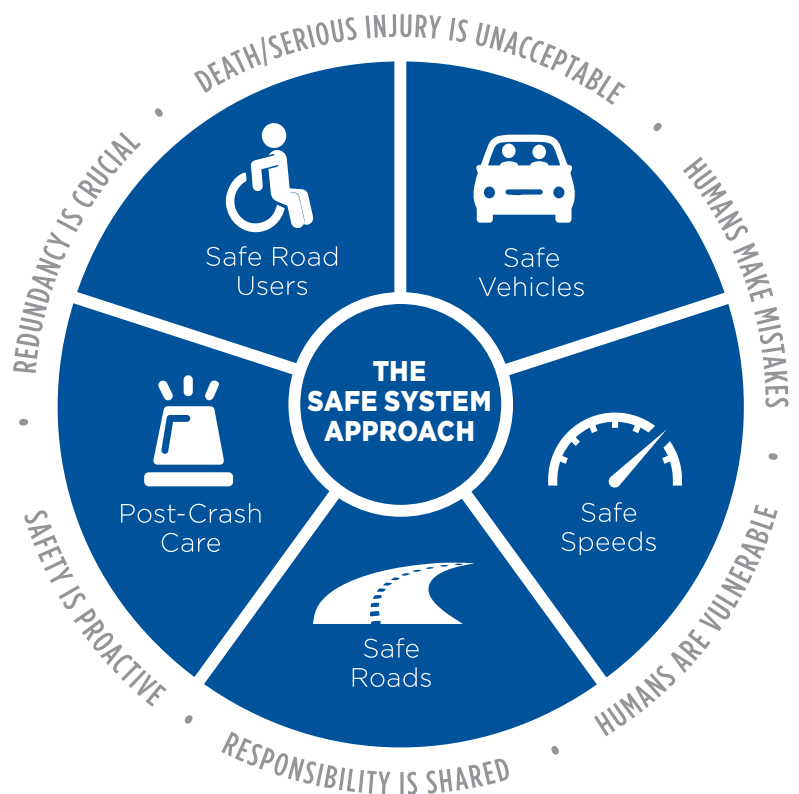 DEATH/SERIOUS INJURY IS UNACCEPTABLE
HUMANS MAKE MISTAKES
HUMANS ARE VULNERABLE
RESPONSIBILITY IS SHARED
SAFETY IS PROACTIVE
REDUNDANCY IS CRUCIAL
Safe Road
Users
Safe
Vehicles
Safe
Speeds
Safe
Roads
Post-Crash
Care
THE
SAFE SYSTEM
APPROACH